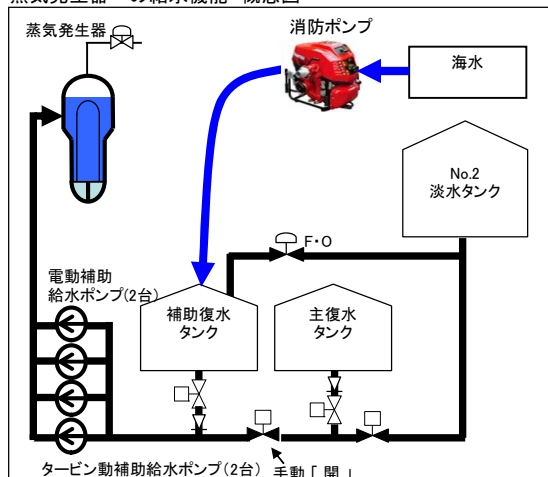 蒸気発生器への給水機能 概念図
蒸気発生器
消防ポンプ
海水
No.2
淡水タンク
F・O
電動補助
給水ポンプ(2台)
補助復水
タンク
主復水
タンク
タービン動補助給水ポンプ(2台)
手動「開」